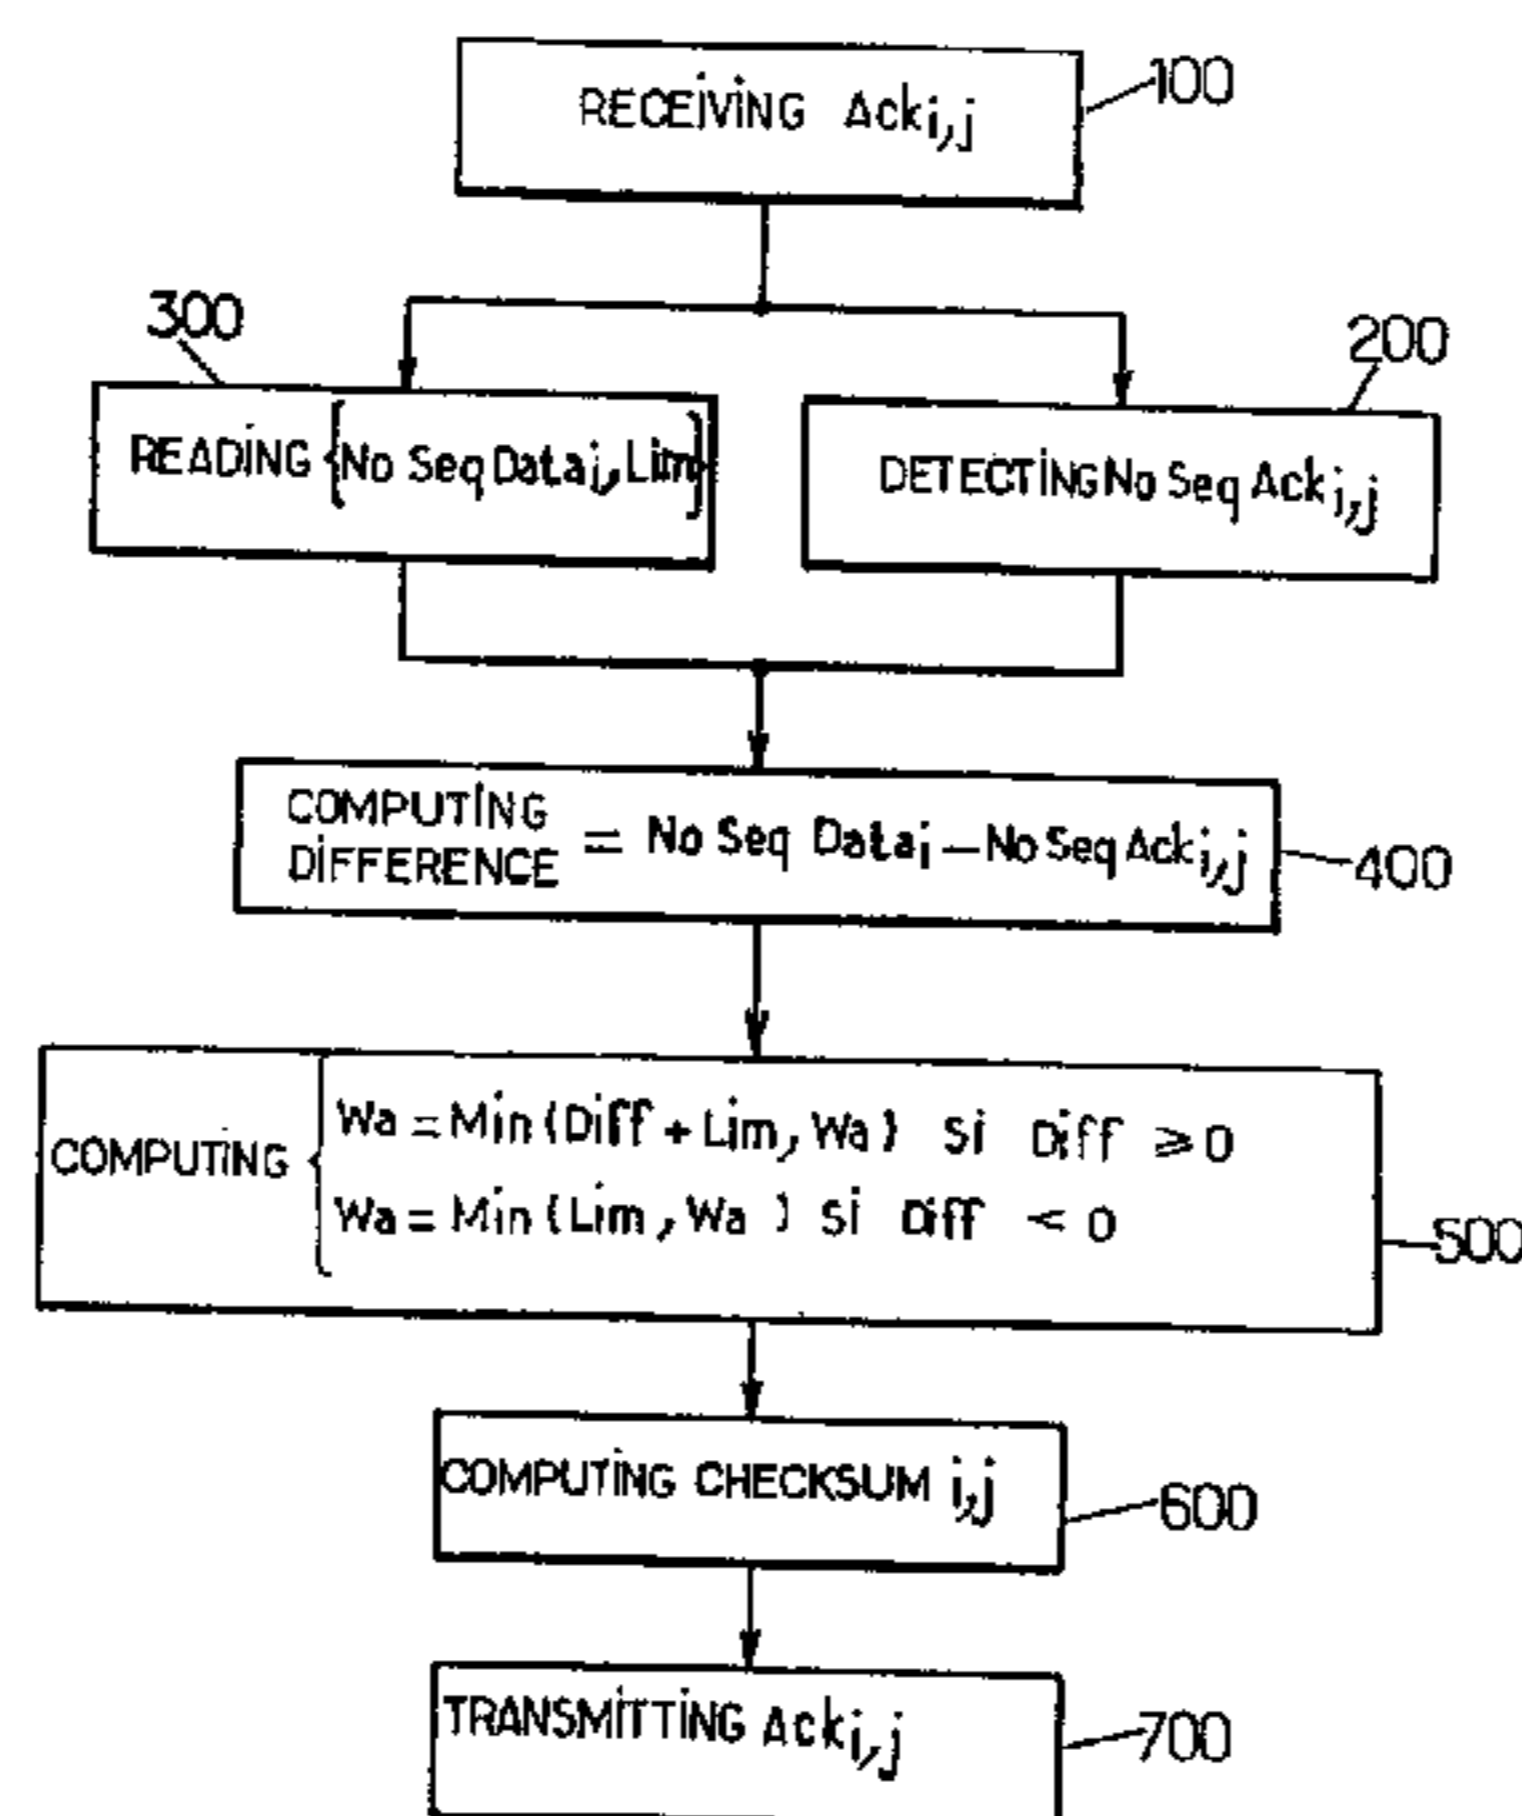 RECEIVING Acki,j
100
300
200
READING {No Seq Datai, Lim}
DETECTING No Seq Acki,j
COMPUTING
DIFFERENCE = No Seq Datai – No Seq Acki,j
400
COMPUTING { Wa = Min (Diff + Lim, Wa) Si Diff ≥ 0
Wa = Min (Lim, Wa) Si Diff < 0
500
COMPUTING CHECKSUM i,j
600
TRANSMITTING Acki,j
700